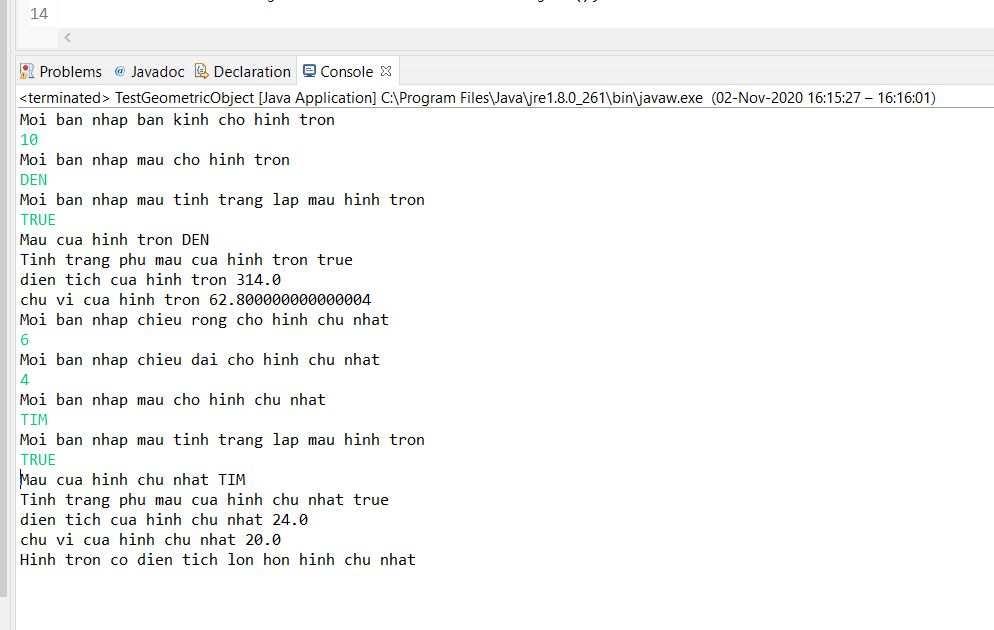 14
Problems @ Javadoc Declaration Console
<terminated> TestGeometricObject [Java Application] C:\Program Files\Java\jre1.8.0_261\bin\javaw.exe (02-Nov-2020 16:15:27 – 16:16:01)
Moi ban nhap ban kinh cho hinh tron
10
Moi ban nhap mau cho hinh tron
DEN
Moi ban nhap mau tinh trang lap mau hinh tron
TRUE
Mau cua hinh tron DEN
Tinh trang phu mau cua hinh tron true
dien tich cua hinh tron 314.0
chu vi cua hinh tron 62.800000000000004
Moi ban nhap chieu rong cho hinh chu nhat
6
Moi ban nhap chieu dai cho hinh chu nhat
4
Moi ban nhap mau cho hinh chu nhat
TIM
Moi ban nhap mau tinh trang lap mau hinh tron
TRUE
Mau cua hinh chu nhat TIM
Tinh trang phu mau cua hinh chu nhat true
dien tich cua hinh chu nhat 24.0
chu vi cua hinh chu nhat 20.0
Hinh tron co dien tich lon hon hinh chu nhat